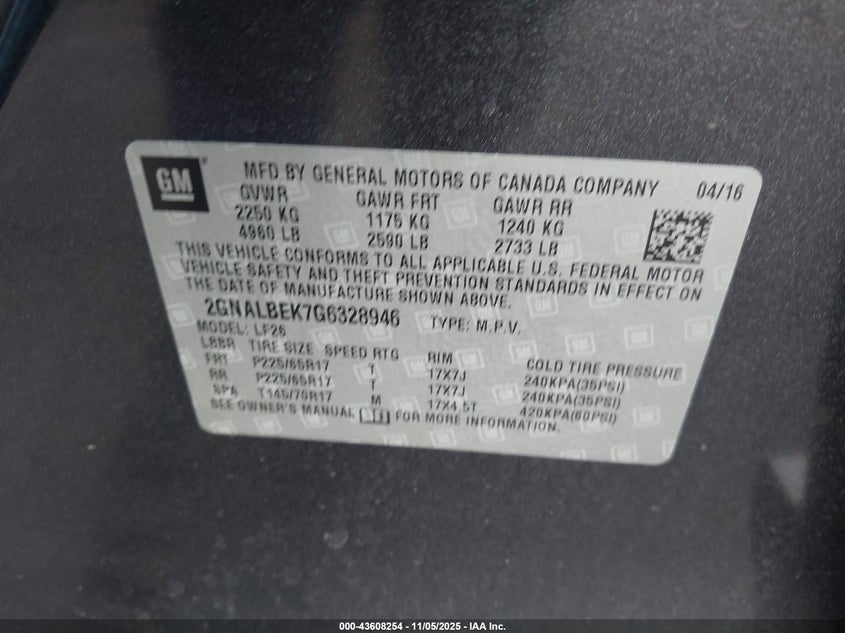 GM
MFD BY GENERAL MOTORS OF CANADA COMPANY 04/16
GVWR GAWR FRT GAWR RR
2250 KG 1175 KG 1240 KG
4960 LB 2590 LB 2733 LB
THIS VEHICLE CONFORMS TO ALL APPLICABLE U.S. FEDERAL MOTOR
VEHICLE SAFETY AND THEFT PREVENTION STANDARDS IN EFFECT ON
THE DATE OF MANUFACTURE SHOWN ABOVE.
2GNALBEK7G6328946 TYPE: M.P.V.
MODEL: LF26
TIRE SIZE SPEED RTG RIM COLD TIRE PRESSURE
FRT P225/65R17 T 17X7J 240KPA(35PSI)
RR P225/65R17 T 17X7J 240KPA(35PSI)
SPA T145/70R17 M 17X4.5T 420KPA(60PSI)
SEE OWNER'S MANUAL FOR MORE INFORMATION.
000-43608254 - 11/05/2025 - IAA Inc.